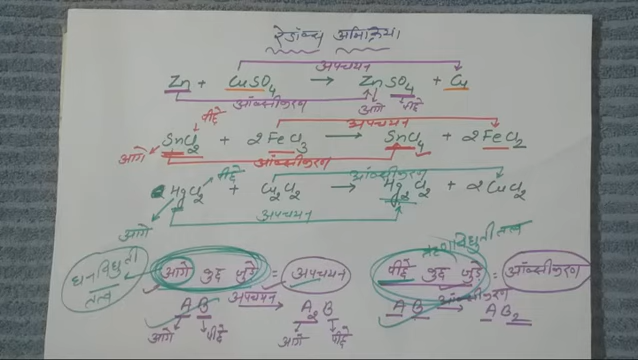 रेडॉक्स अभिक्रिया
अपचयन
Zn + CuSO₄ → ZnSO₄ + Cu
ऑक्सीकरण आगे पीछे
पीछे अपचयन
SnCl₂ + 2FeCl₃ → SnCl₄ + 2FeCl₂
आगे ऑक्सीकरण
पीछे ऑक्सीकरण
2HgCl₂ + Cu₂Cl₂ → Hg₂Cl₂ + 2CuCl₂
आगे अपचयन
धनविद्युती तत्व
आगे कुछ जुड़े = अपचयन
AB अपचयन → A₂B
आगे पीछे आगे पीछे
विद्युती तत्व
पीछे कुछ जुड़े = ऑक्सीकरण
AB ऑक्सीकरण → AB₂